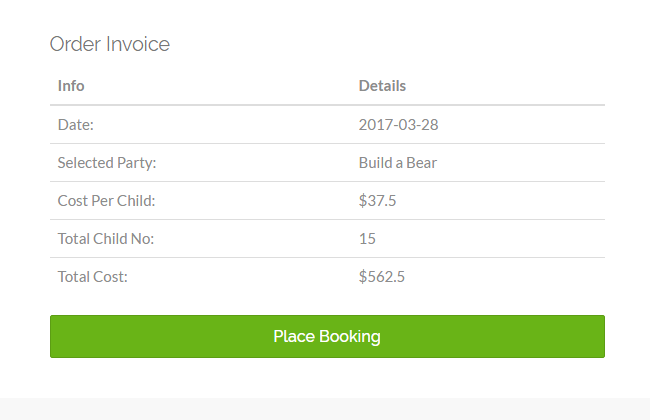 Order Invoice
Info Details
Date: 2017-03-28
Selected Party: Build a Bear
Cost Per Child: $37.5
Total Child No: 15
Total Cost: $562.5
Place Booking